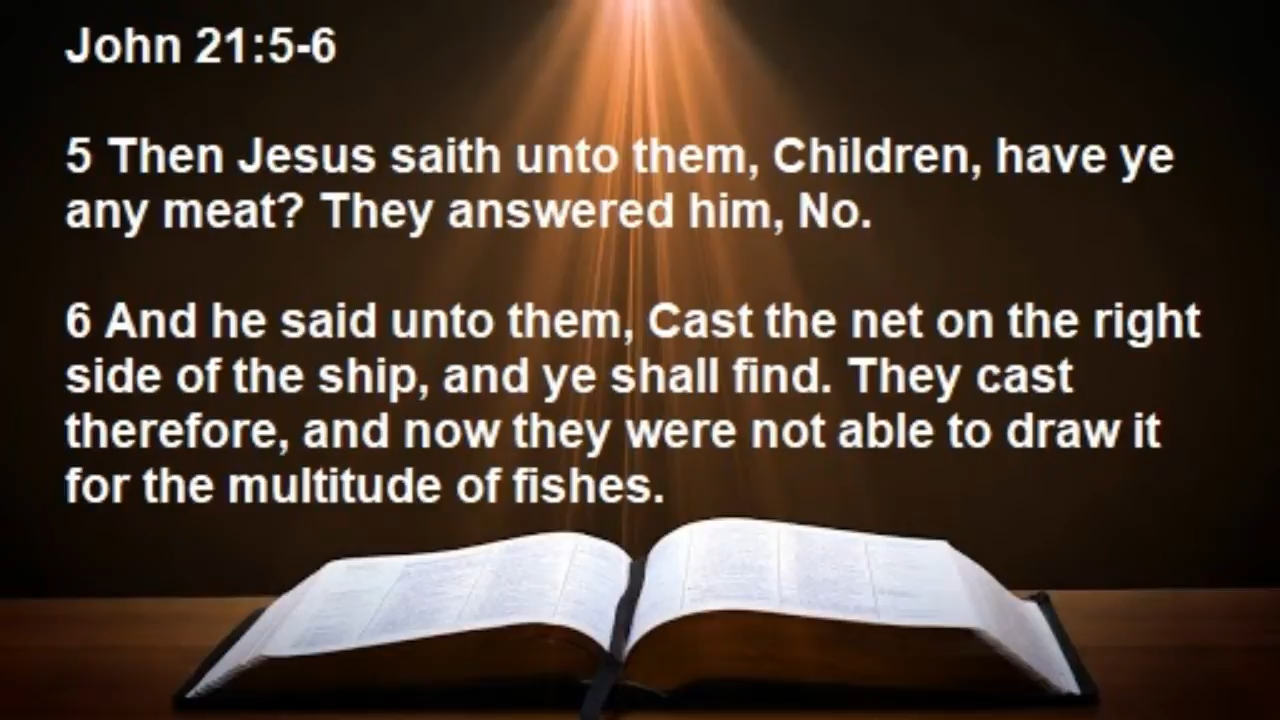 John 21:5-6
5 Then Jesus saith unto them, Children, have ye
any meat? They answered him, No.
6 And he said unto them, Cast the net on the right
side of the ship, and ye shall find. They cast
therefore, and now they were not able to draw it
for the multitude of fishes.